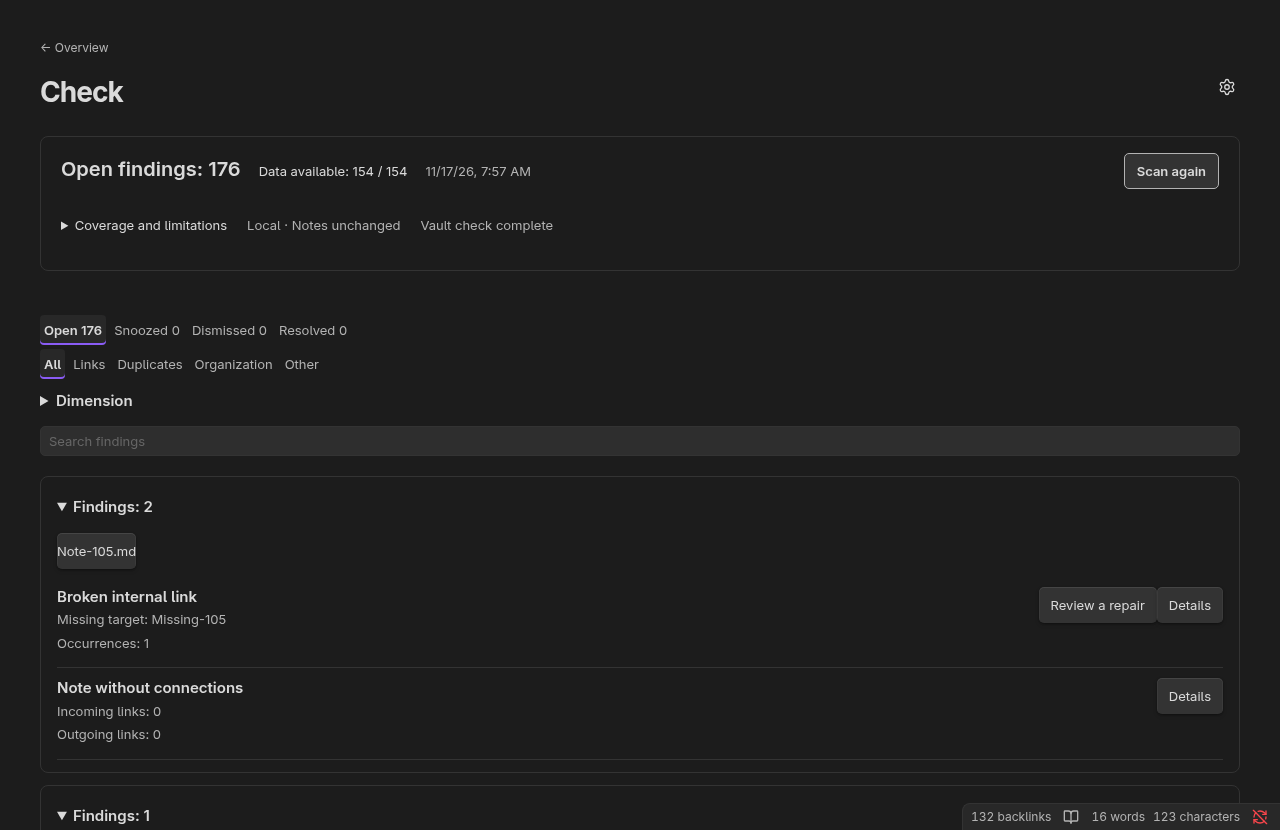 ← Overview
Check
Open findings: 176 Data available: 154 / 154 11/17/26, 7:57 AM Scan again
Coverage and limitations Local · Notes unchanged Vault check complete
Open 176 Snoozed 0 Dismissed 0 Resolved 0
All Links Duplicates Organization Other
Dimension
Search findings
Findings: 2
Note-105.md
Broken internal link Review a repair Details
Missing target: Missing-105
Occurrences: 1
Note without connections Details
Incoming links: 0
Outgoing links: 0
Findings: 1
132 backlinks 16 words 123 characters